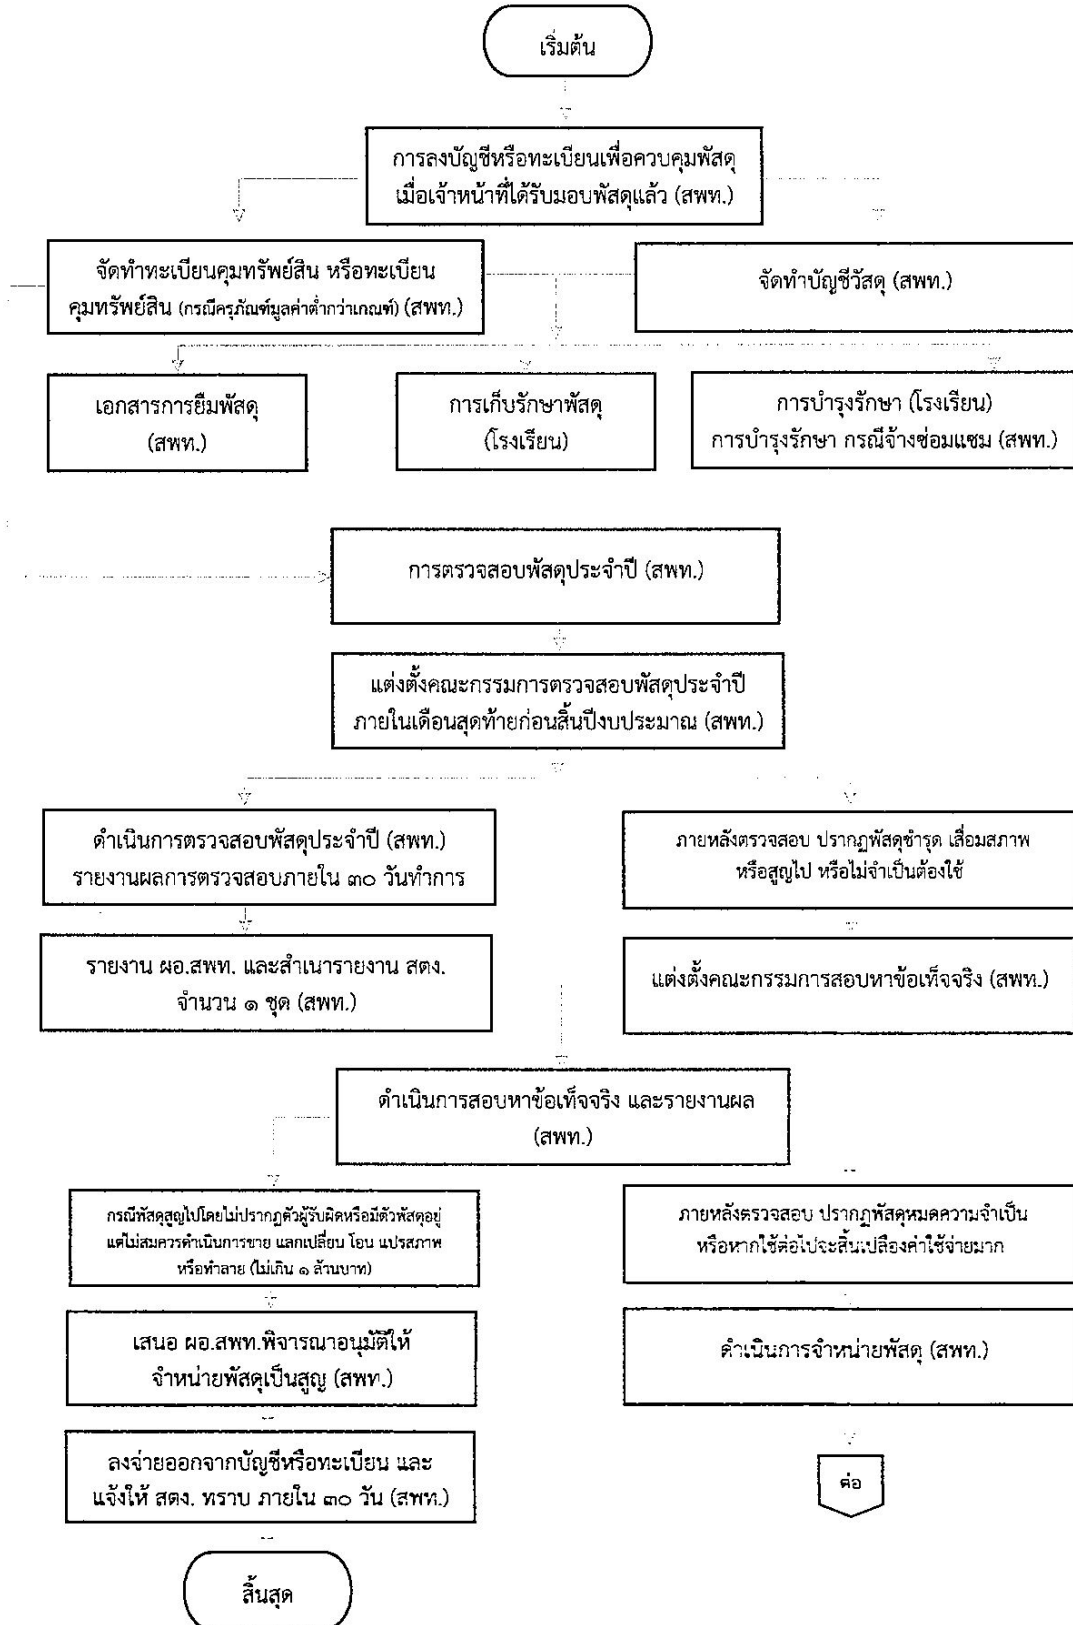 เริ่มต้น
การลงบัญชีหรือทะเบียนเพื่อควบคุมพัสดุ
เมื่อเจ้าหน้าที่ได้รับมอบพัสดุแล้ว (สพท.)
จัดทำทะเบียนคุมทรัพย์สิน หรือทะเบียน
คุมทรัพย์สิน (กรณีครุภัณฑ์มูลค่าต่ำกว่าเกณฑ์) (สพท.)
จัดทำบัญชีวัสดุ (สพท.)
เอกสารการยืมพัสดุ
(สพท.)
การเก็บรักษาพัสดุ
(โรงเรียน)
การบำรุงรักษา (โรงเรียน)
การบำรุงรักษา กรณีจ้างซ่อมแซม (สพท.)
การตรวจสอบพัสดุประจำปี (สพท.)
แต่งตั้งคณะกรรมการตรวจสอบพัสดุประจำปี
ภายในเดือนสุดท้ายก่อนสิ้นปีงบประมาณ (สพท.)
ดำเนินการตรวจสอบพัสดุประจำปี (สพท.)
รายงานผลการตรวจสอบภายใน ๓๐ วันทำการ
ภายหลังตรวจสอบ ปรากฏพัสดุชำรุด เสื่อมสภาพ
หรือสูญไป หรือไม่จำเป็นต้องใช้
รายงาน ผอ.สพท. และสำเนารายงาน สตง.
จำนวน ๑ ชุด (สพท.)
แต่งตั้งคณะกรรมการสอบหาข้อเท็จจริง (สพท.)
ดำเนินการสอบหาข้อเท็จจริง และรายงานผล
(สพท.)
กรณีพัสดุสูญไปโดยไม่ปรากฏตัวผู้รับผิดหรือมีตัวพัสดุอยู่
แต่ไม่สมควรดำเนินการขาย แลกเปลี่ยน โอน แปรสภาพ
หรือทำลาย (ไม่เกิน ๑ ล้านบาท)
ภายหลังตรวจสอบ ปรากฏพัสดุหมดความจำเป็น
หรือหากใช้ต่อไปจะสิ้นเปลืองค่าใช้จ่ายมาก
เสนอ ผอ.สพท.พิจารณาอนุมัติให้
จำหน่ายพัสดุเป็นสูญ (สพท.)
ดำเนินการจำหน่ายพัสดุ (สพท.)
ลงจ่ายออกจากบัญชีหรือทะเบียน และ
แจ้งให้ สตง. ทราบ ภายใน ๓๐ วัน (สพท.)
ต่อ
สิ้นสุด